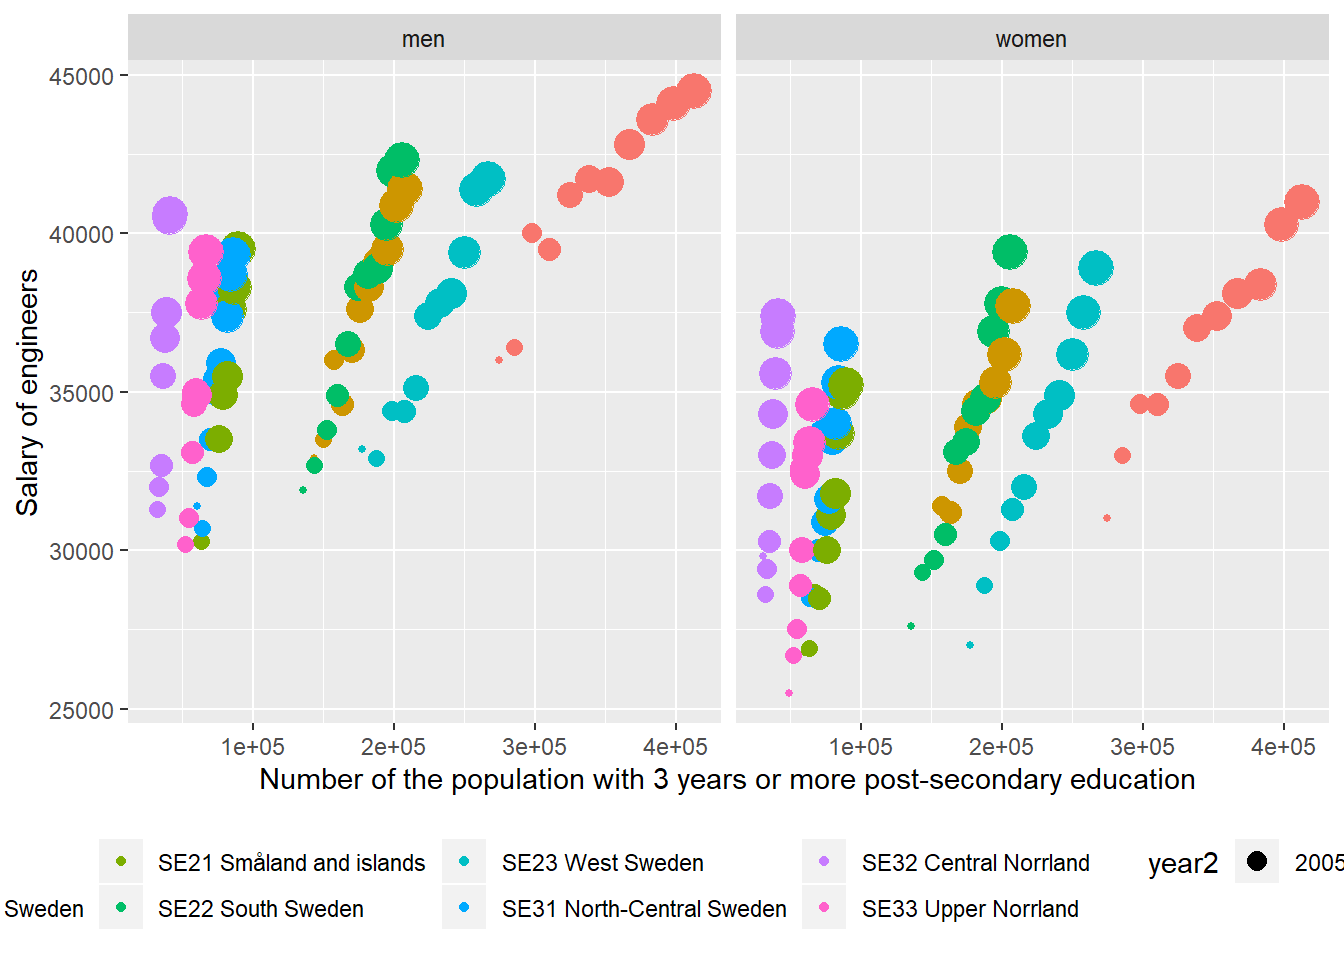 men women
45000
40000
35000
30000
25000
Salary of engineers
1e+05 2e+05 3e+05 4e+05 1e+05 2e+05 3e+05 4e+05
Number of the population with 3 years or more post-secondary education
SE21 Småland and islands SE23 West Sweden SE32 Central Norrland year2 2005
Sweden SE22 South Sweden SE31 North-Central Sweden SE33 Upper Norrland